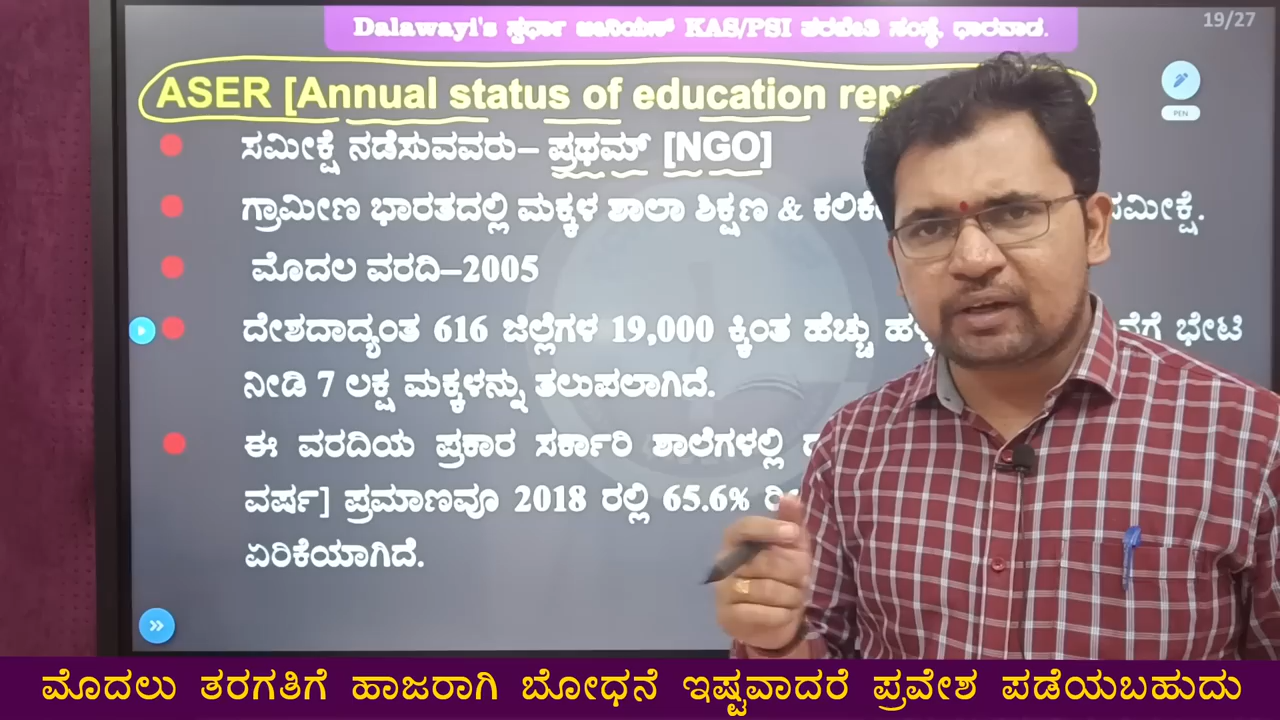 Dalawayi's ಸ್ಪರ್ಧಾ ಜೀನಿಯಸ್ KAS/PSI ತರಬೇತಿ ಸಂಸ್ಥೆ, ಧಾರವಾಡ.
19/27
ASER [Annual status of education
PEN
ಸಮೀಕ್ಷೆ ನಡೆಸುವವರು– ಪ್ರಥಮ್ [NGO]
ಗ್ರಾಮೀಣ ಭಾರತದಲ್ಲಿ ಮಕ್ಕಳ ಶಾಲಾ ಶಿಕ್ಷಣ & ಸಮೀಕ್ಷೆ.
ಮೊದಲ ವರದಿ–2005
ದೇಶದಾದ್ಯಂತ 616 ಜಿಲ್ಲೆಗಳ 19,000 ಕ್ಕಿಂತ ಹೆಚ್ಚು ಭೇಟಿ
ನೀಡಿ 7 ಲಕ್ಷ ಮಕ್ಕಳನ್ನು ತಲುಪಲಾಗಿದೆ.
ಈ ವರದಿಯ ಪ್ರಕಾರ ಸರ್ಕಾರಿ ಶಾಲೆಗಳಲ್ಲಿ
ವರ್ಷ] ಪ್ರಮಾಣವೂ 2018 ರಲ್ಲಿ 65.6%
ಏರಿಕೆಯಾಗಿದೆ.
ಮೊದಲು ತರಗತಿಗೆ ಹಾಜರಾಗಿ ಬೋಧನೆ ಇಷ್ಟವಾದರೆ ಪ್ರವೇಶ ಪಡೆಯಬಹುದು